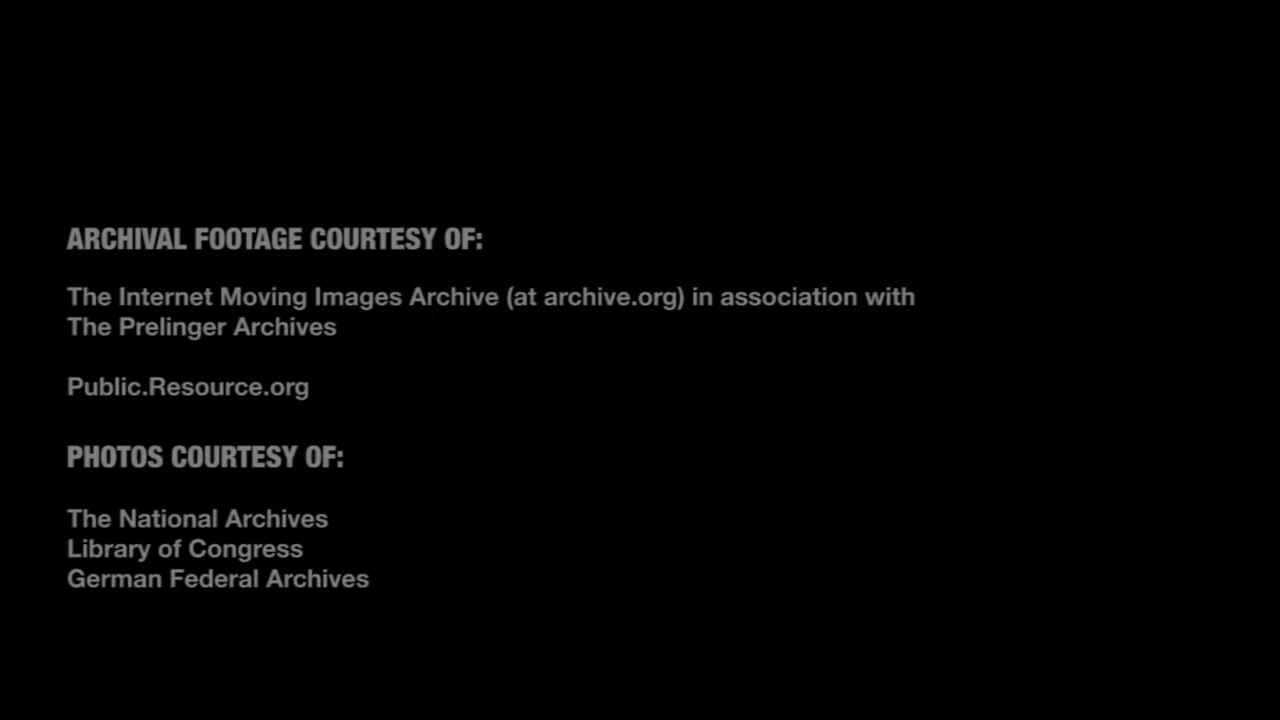 ARCHIVAL FOOTAGE COURTESY OF:
The Internet Moving Images Archive (at archive.org) in association with
The Prelinger Archives
Public.Resource.org
PHOTOS COURTESY OF:
The National Archives
Library of Congress
German Federal Archives